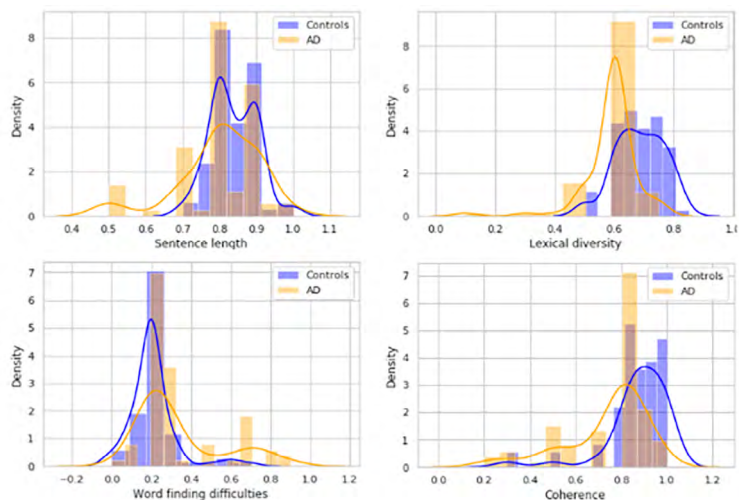 Controls
AD
Density
8
6
4
2
0
0.4 0.5 0.6 0.7 0.8 0.9 1.0 1.1
Sentence length
Controls
AD
Density
8
6
4
2
0
0.0 0.2 0.4 0.6 0.8 1.0
Lexical diversity
Controls
AD
Density
7
6
5
4
3
2
1
0
-0.2 0.0 0.2 0.4 0.6 0.8 1.0 1.2
Word finding difficulties
Controls
AD
Density
7
6
5
4
3
2
1
0
0.0 0.2 0.4 0.6 0.8 1.0 1.2
Coherence